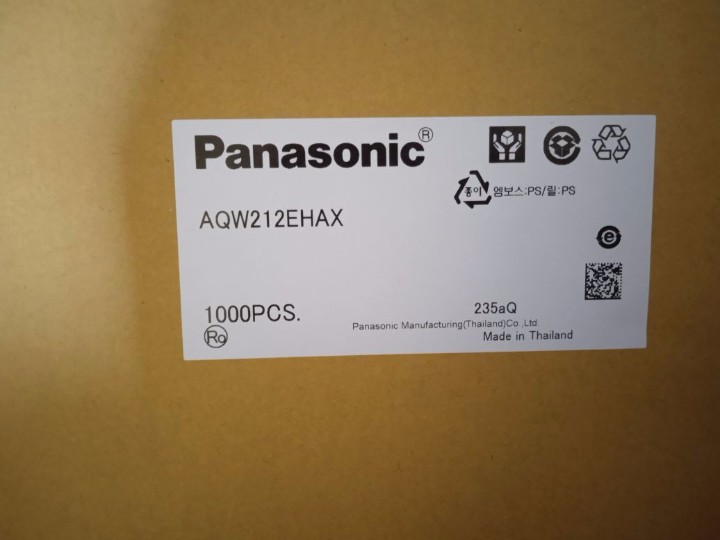 Panasonic®
종이
엠보스:PS/릴:PS
AQW212EHAX
e
1000PCS.
235aQ
Ro
Panasonic Manufacturing(Thailand)Co.,Ltd.
Made in Thailand